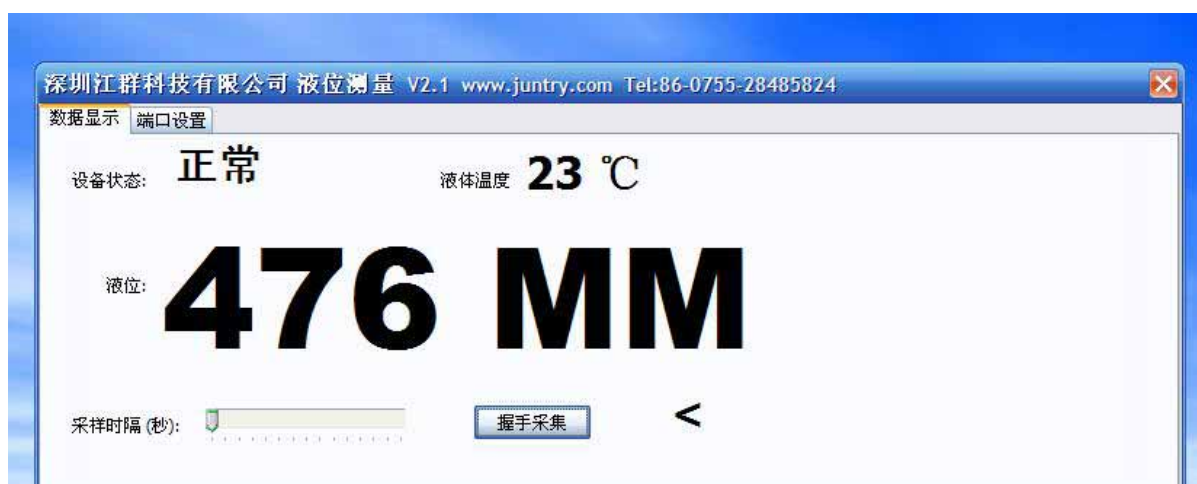 深圳江群科技有限公司 液位测量 V2.1 www.juntry.com Tel:86-0755-28485824
数据显示 端口设置
设备状态: 正常 液体温度 23 ℃
液位: 476 MM
采样时隔(秒): 握手采集 <